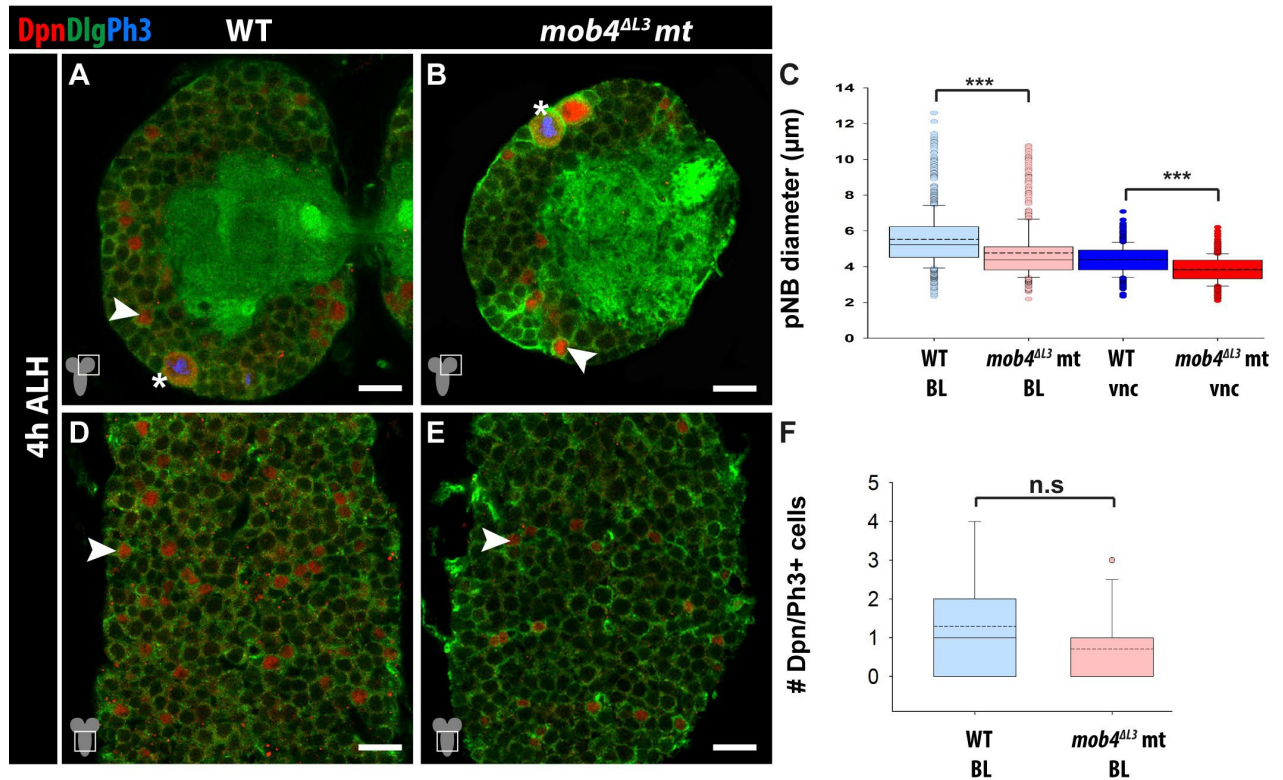 DpnDlgPh3 WT mob4ΔL3 mt
4h ALH
A
B
D
E
*
*
C
pNB diameter (µm)
14
12
10
8
6
4
2
0
***
***
WT mob4ΔL3 mt WT mob4ΔL3 mt
BL BL vnc vnc
F
# Dpn/Ph3+ cells
5
4
3
2
1
0
n.s
WT mob4ΔL3 mt
BL BL